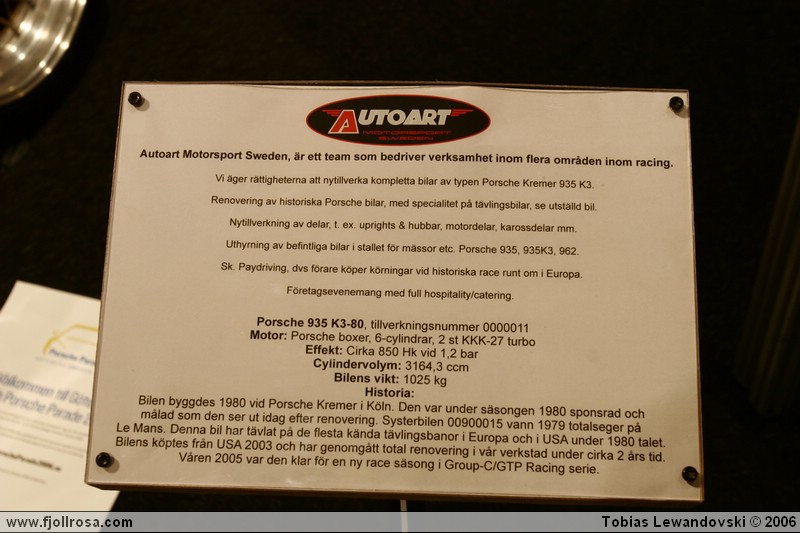 AUTOART
MOTORSPORT
SWEDEN
Autoart Motorsport Sweden, är ett team som bedriver verksamhet inom flera områden inom racing.
Vi äger rättigheterna att nytillverka kompletta bilar av typen Porsche Kremer 935 K3.
Renovering av historiska Porsche bilar, med specialitet på tävlingsbilar, se utställd bil.
Nytillverkning av delar, t. ex. uprights & hubbar, motordelar, karossdelar mm.
Uthyrning av befintliga bilar i stallet för mässor etc. Porsche 935, 935K3, 962.
Sk. Paydriving, dvs förare köper körningar vid historiska race runt om i Europa.
Företagsevenemang med full hospitality/catering.
Porsche 935 K3-80, tillverkningsnummer 0000011
Motor: Porsche boxer, 6-cylindrar, 2 st KKK-27 turbo
Effekt: Cirka 850 Hk vid 1,2 bar
Cylindervolym: 3164,3 ccm
Bilens vikt: 1025 kg
Historia:
Bilen byggdes 1980 vid Porsche Kremer i Köln. Den var under säsongen 1980 sponsrad och
målad som den ser ut idag efter renovering. Systerbilen 00900015 vann 1979 totalseger på
Le Mans. Denna bil har tävlat på de flesta kända tävlingsbanor i Europa och i USA under 1980 talet.
Bilens köptes från USA 2003 och har genomgått total renovering i vår verkstad under cirka 2 års tid.
Våren 2005 var den klar för en ny race säsong i Group-C/GTP Racing serie.
Porsche Para
älkommen till Göt
Porsche Parade
www.fjollrosa.com
Tobias Lewandovski © 2006